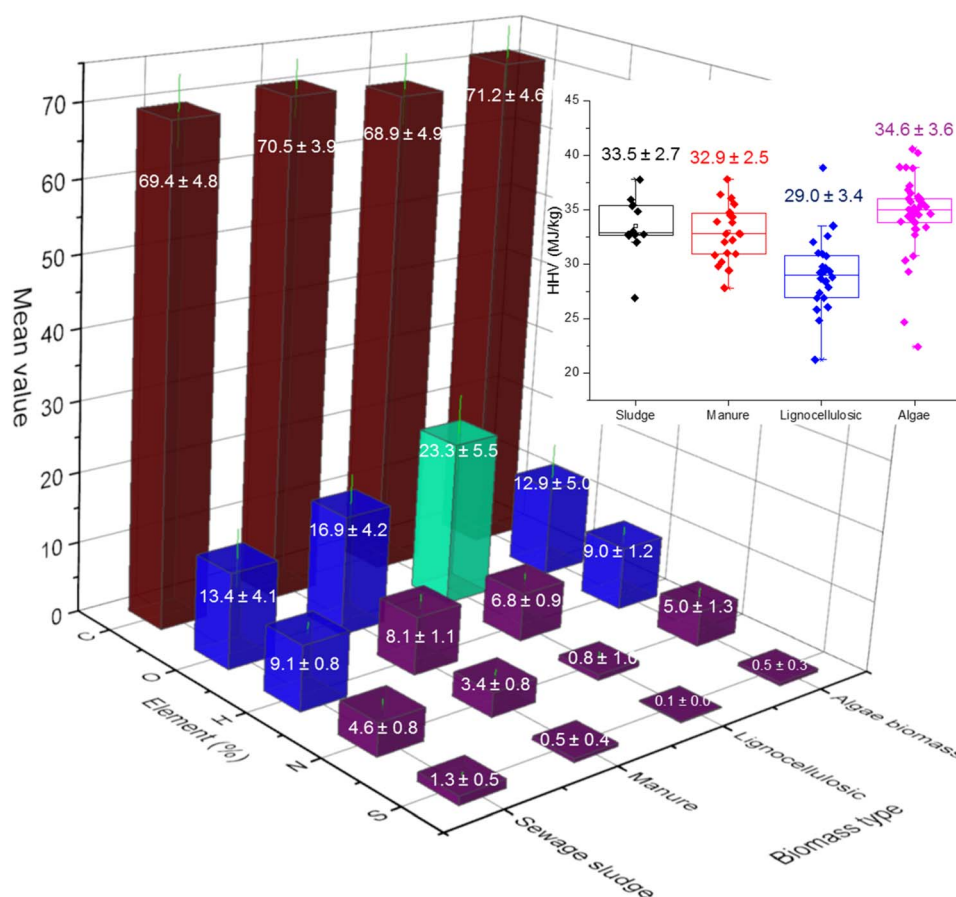 70
60
50
40
30
20
10
0
Mean value
69.4 ± 4.8
70.5 ± 3.9
68.9 ± 4.9
71.2 ± 4.6
13.4 ± 4.1
16.9 ± 4.2
23.3 ± 5.5
12.9 ± 5.0
9.1 ± 0.8
8.1 ± 1.1
6.8 ± 0.9
9.0 ± 1.2
4.6 ± 0.8
3.4 ± 0.8
0.8 ± 1.0
5.0 ± 1.3
1.3 ± 0.5
0.5 ± 0.4
0.1 ± 0.0
0.5 ± 0.3
C
O
H
N
S
Element (%)
Sewage sludge
Manure
Lignocellulosic
Algae biomass
Biomass type
45
40
35
30
25
20
HHV (MJ/kg)
33.5 ± 2.7
32.9 ± 2.5
29.0 ± 3.4
34.6 ± 3.6
Sludge
Manure
Lignocellulosic
Algae